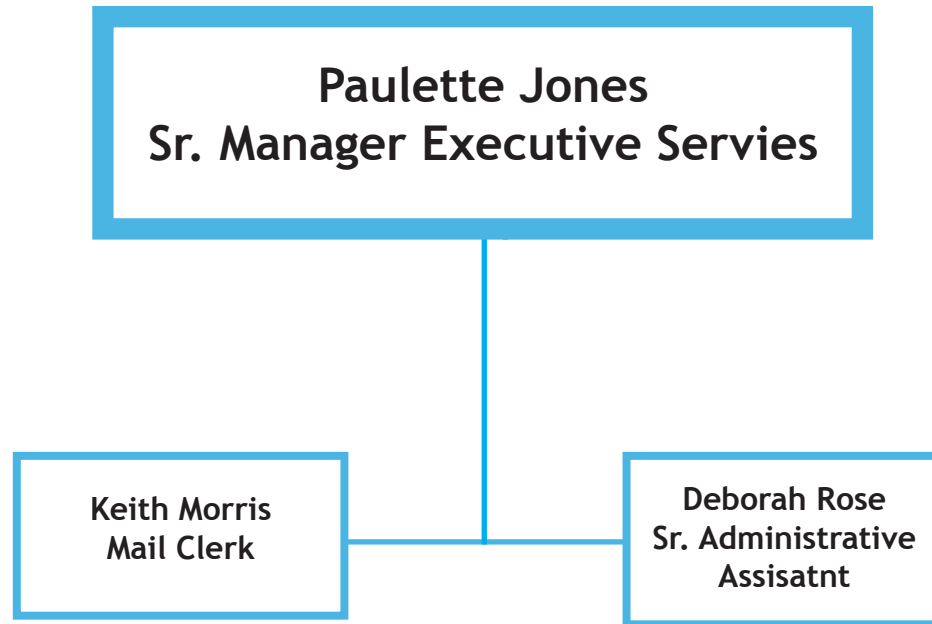 Paulette Jones
Sr. Manager Executive Servies
Keith Morris
Mail Clerk
Deborah Rose
Sr. Administrative
Assisatnt